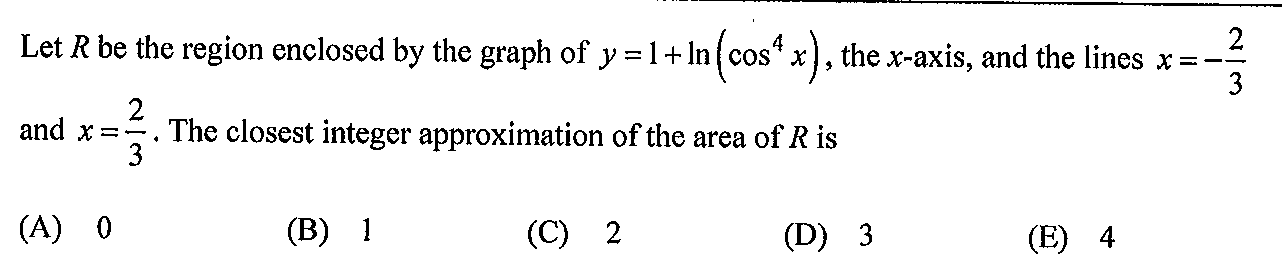 Let R be the region enclosed by the graph of y = 1 + ln(cos⁴ x), the x-axis, and the lines x = -2/3
and x = 2/3. The closest integer approximation of the area of R is
(A) 0 (B) 1 (C) 2 (D) 3 (E) 4